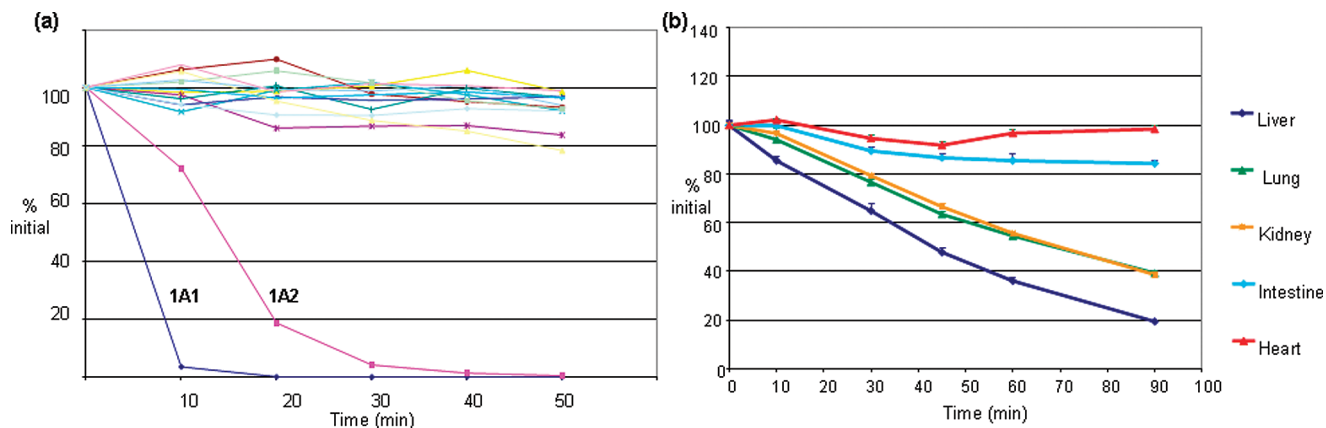 (a)
100
80
60
%
initial
40
20
1A1
1A2
10 20 30 40 50
Time (min)
(b)
140
120
100
80
%
initial
60
40
20
0
0 10 20 30 40 50 60 70 80 90 100
Time (min)
Liver
Lung
Kidney
Intestine
Heart